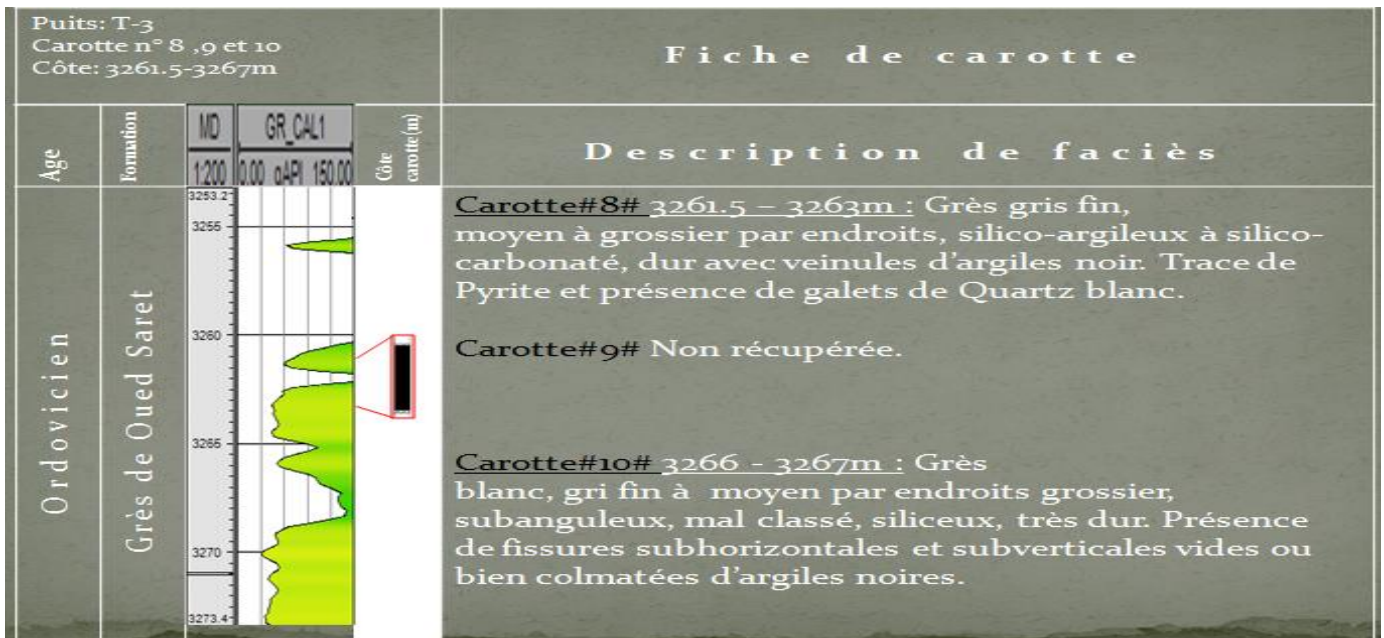 Puits: T-3
Carotte n° 8 ,9 et 10
Côte: 3261.5-3267m
Fiche de carotte
Age
Formation
MD
GR_CAL1
Côte
carotte(m)
1:200
0.00 gAPI 150.00
Description de faciès
3253.2
3255
3260
3265
3270
3273.4
Ordovicien
Grès de Oued Saret
Carotte#8# 3261.5 – 3263m : Grès gris fin,
moyen à grossier par endroits, silico-argileux à silico-
carbonaté, dur avec veinules d'argiles noir. Trace de
Pyrite et présence de galets de Quartz blanc.
Carotte#9# Non récupérée.
Carotte#10# 3266 - 3267m : Grès
blanc, gri fin à moyen par endroits grossier,
subanguleux, mal classé, siliceux, très dur. Présence
de fissures subhorizontales et subverticales vides ou
bien colmatées d'argiles noires.